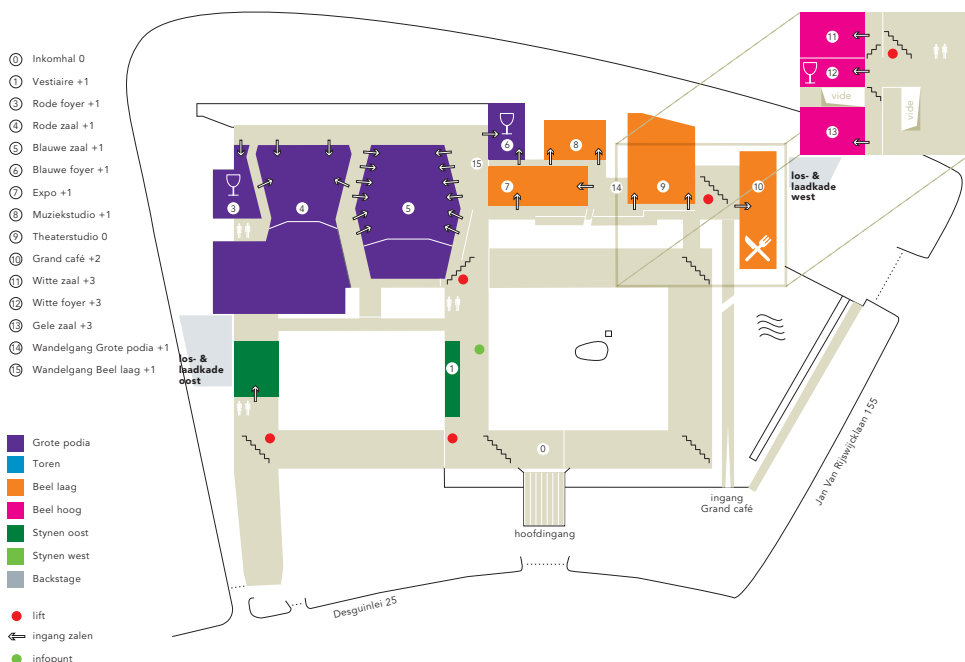 0 Inkomhal 0
1 Vestiaire +1
3 Rode foyer +1
4 Rode zaal +1
5 Blauwe zaal +1
6 Blauwe foyer +1
7 Expo +1
8 Muziekstudio +1
9 Theaterstudio 0
10 Grand café +2
11 Witte zaal +3
12 Witte foyer +3
13 Gele zaal +3
14 Wandelgang Grote podia +1
15 Wandelgang Beel laag +1
Grote podia
Toren
Beel laag
Beel hoog
Stynen oost
Stynen west
Backstage
lift
ingang zalen
infopunt
11
12
vide
vide
13
6
8
15
7
14
9
10
3
4
5
los- &
laadkade
west
los- &
laadkade
oost
1
0
hoofdingang
ingang
Grand café
Jan Van Rijswijcklaan 155
Desguinlei 25